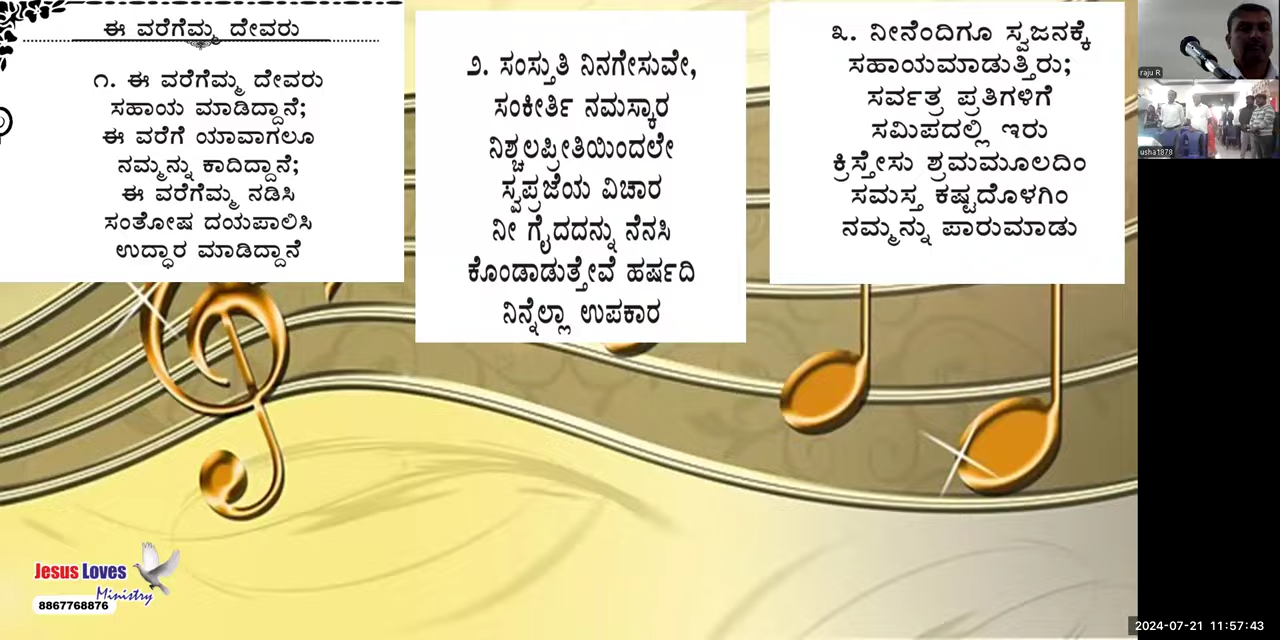 ಈ ವರೆಗೆಮ್ಮ ದೇವರು
೧. ಈ ವರೆಗೆಮ್ಮ ದೇವರು
ಸಹಾಯ ಮಾಡಿದ್ದಾನೆ;
ಈ ವರೆಗೆ ಯಾವಾಗಲೂ
ನಮ್ಮನ್ನು ಕಾದಿದ್ದಾನೆ;
ಈ ವರೆಗೆಮ್ಮ ನಡಿಸಿ
ಸಂತೋಷ ದಯಪಾಲಿಸಿ
ಉದ್ಧಾರ ಮಾಡಿದ್ದಾನೆ
೨. ಸಂಸ್ತುತಿ ನಿನಗೇಸುವೇ,
ಸಂಕೀರ್ತಿ ನಮಸ್ಕಾರ
ನಿಶ್ಚಲಪ್ರೀತಿಯಿಂದಲೇ
ಸ್ವಪ್ರಜೆಯ ವಿಚಾರ
ನೀ ಗೈದದನ್ನು ನೆನಸಿ
ಕೊಂಡಾಡುತ್ತೇವೆ ಹರ್ಷದಿ
ನಿನ್ನೆಲ್ಲಾ ಉಪಕಾರ
೩. ನೀನೆಂದಿಗೂ ಸ್ವಜನಕ್ಕೆ
ಸಹಾಯಮಾಡುತ್ತಿರು;
ಸರ್ವತ್ರ ಪ್ರತಿಗಳಿಗೆ
ಸಮಿಪದಲ್ಲಿ ಇರು
ಕ್ರಿಸ್ತೇಸು ಶ್ರಮಮೂಲದಿಂ
ಸಮಸ್ತ ಕಷ್ಟದೊಳಗಿಂ
ನಮ್ಮನ್ನು ಪಾರುಮಾಡು
Jesus Loves
Ministry
8867768876
raju R
usha1878
2024-07-21 11:57:43